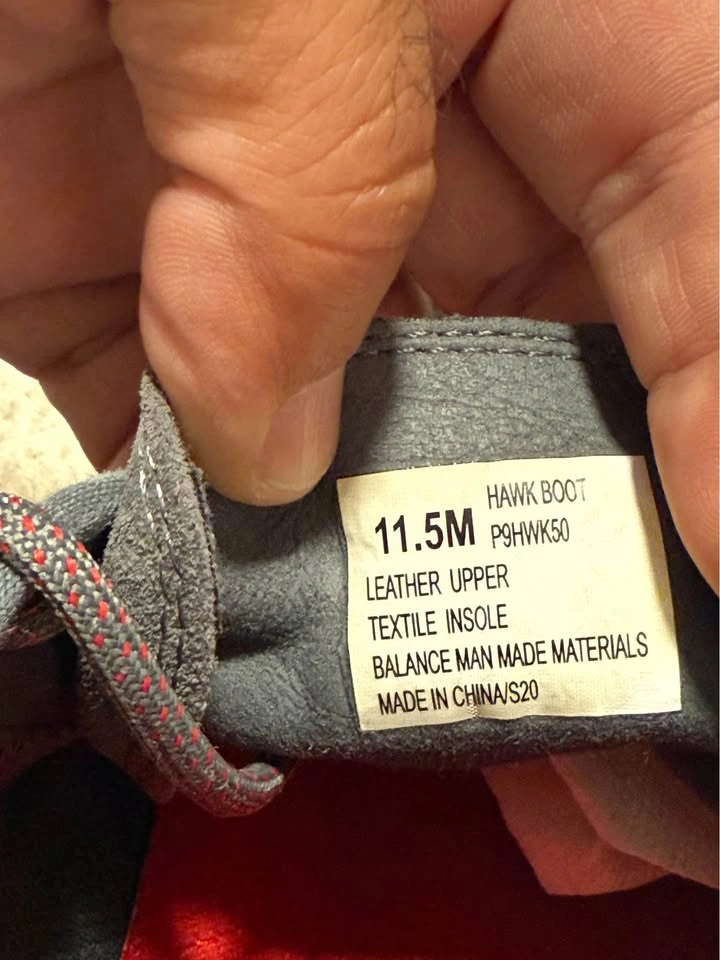 HAWK BOOT
11.5M P9HWK50
LEATHER UPPER
TEXTILE INSOLE
BALANCE MAN MADE MATERIALS
MADE IN CHINA/S20